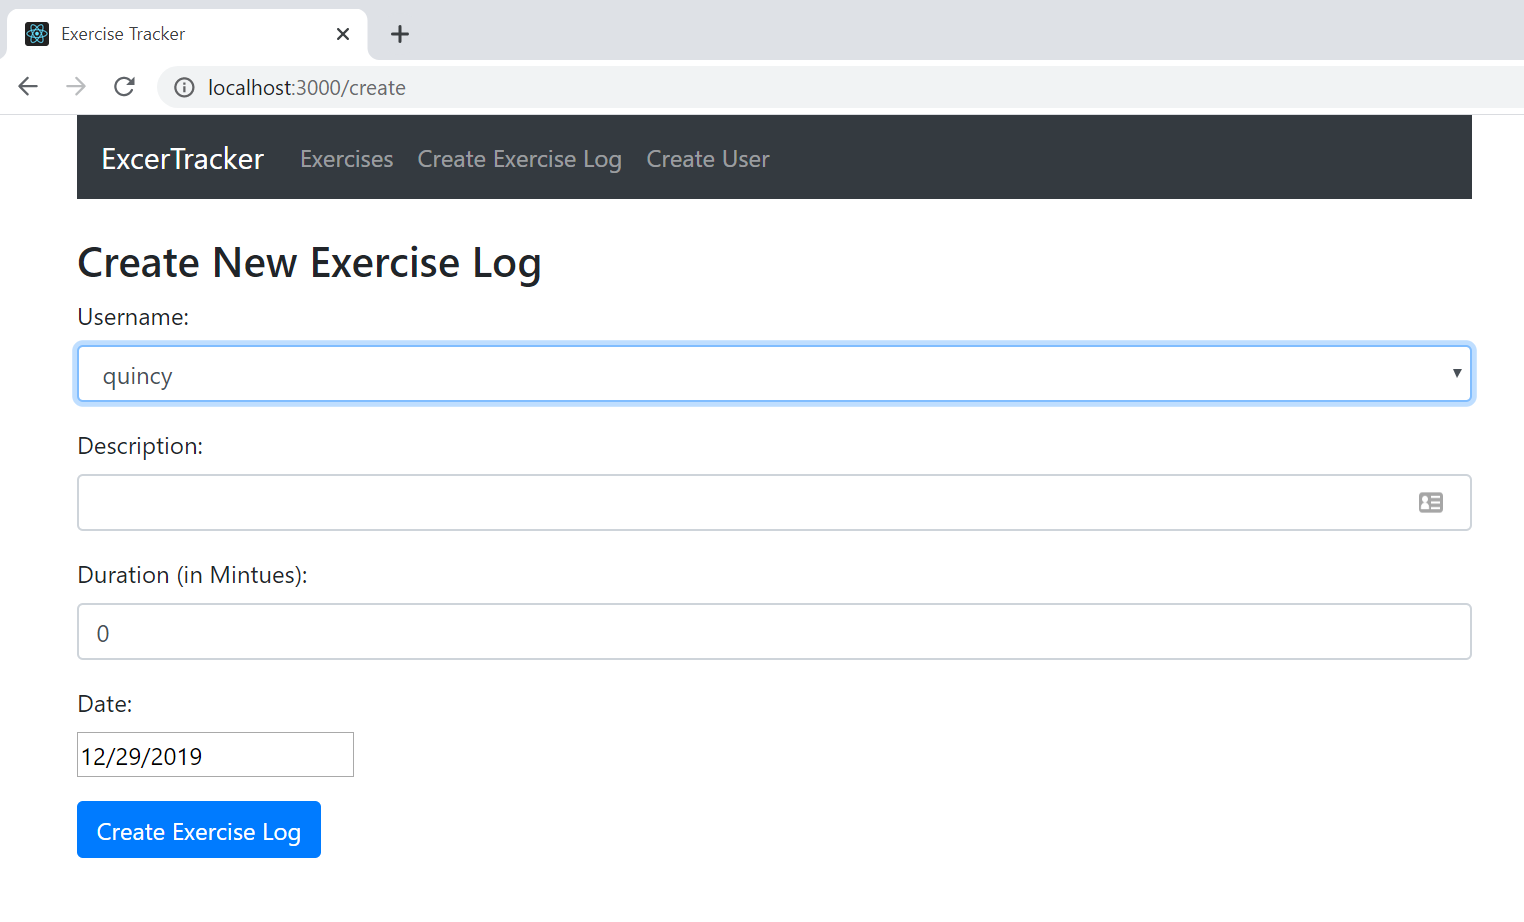 Exercise Tracker
localhost:3000/create
ExcerTracker Exercises Create Exercise Log Create User
Create New Exercise Log
Username:
quincy
Description:
Duration (in Mintues):
0
Date:
12/29/2019
Create Exercise Log